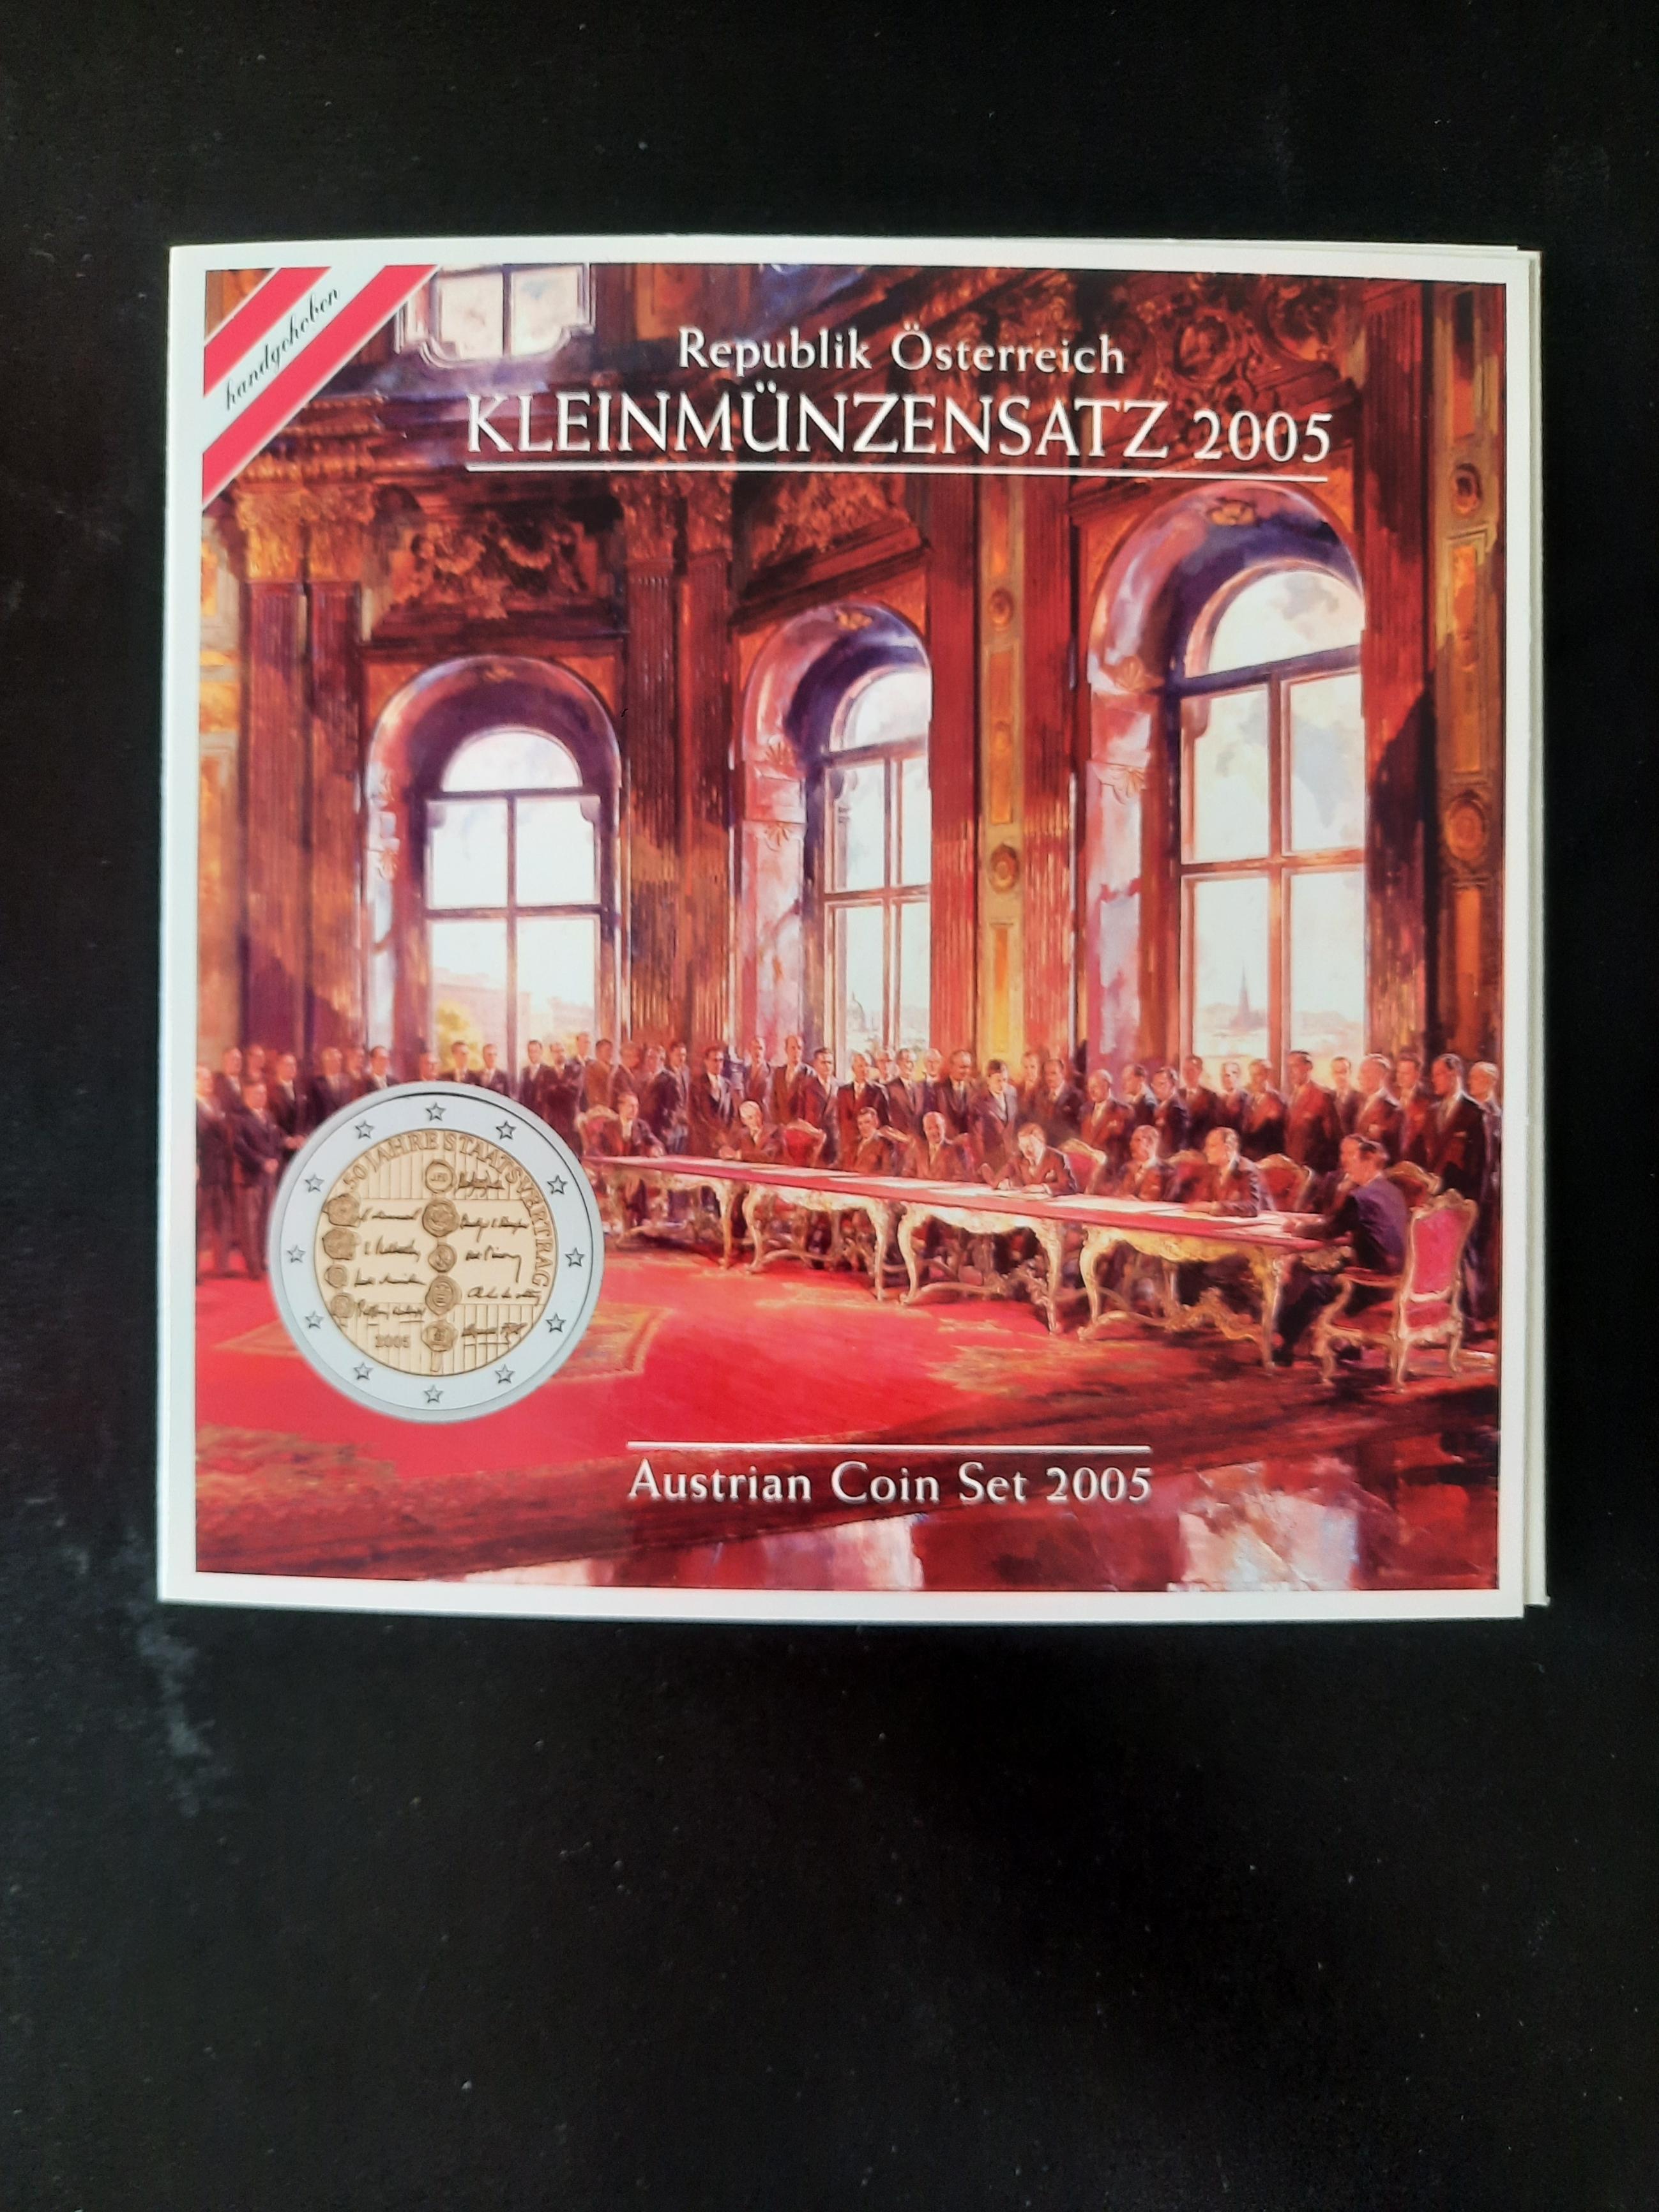 handgehoben
Republik Österreich
KLEINMÜNZENSATZ 2005
50 JAHRE STAATSVERTRAG
2005
Austrian Coin Set 2005